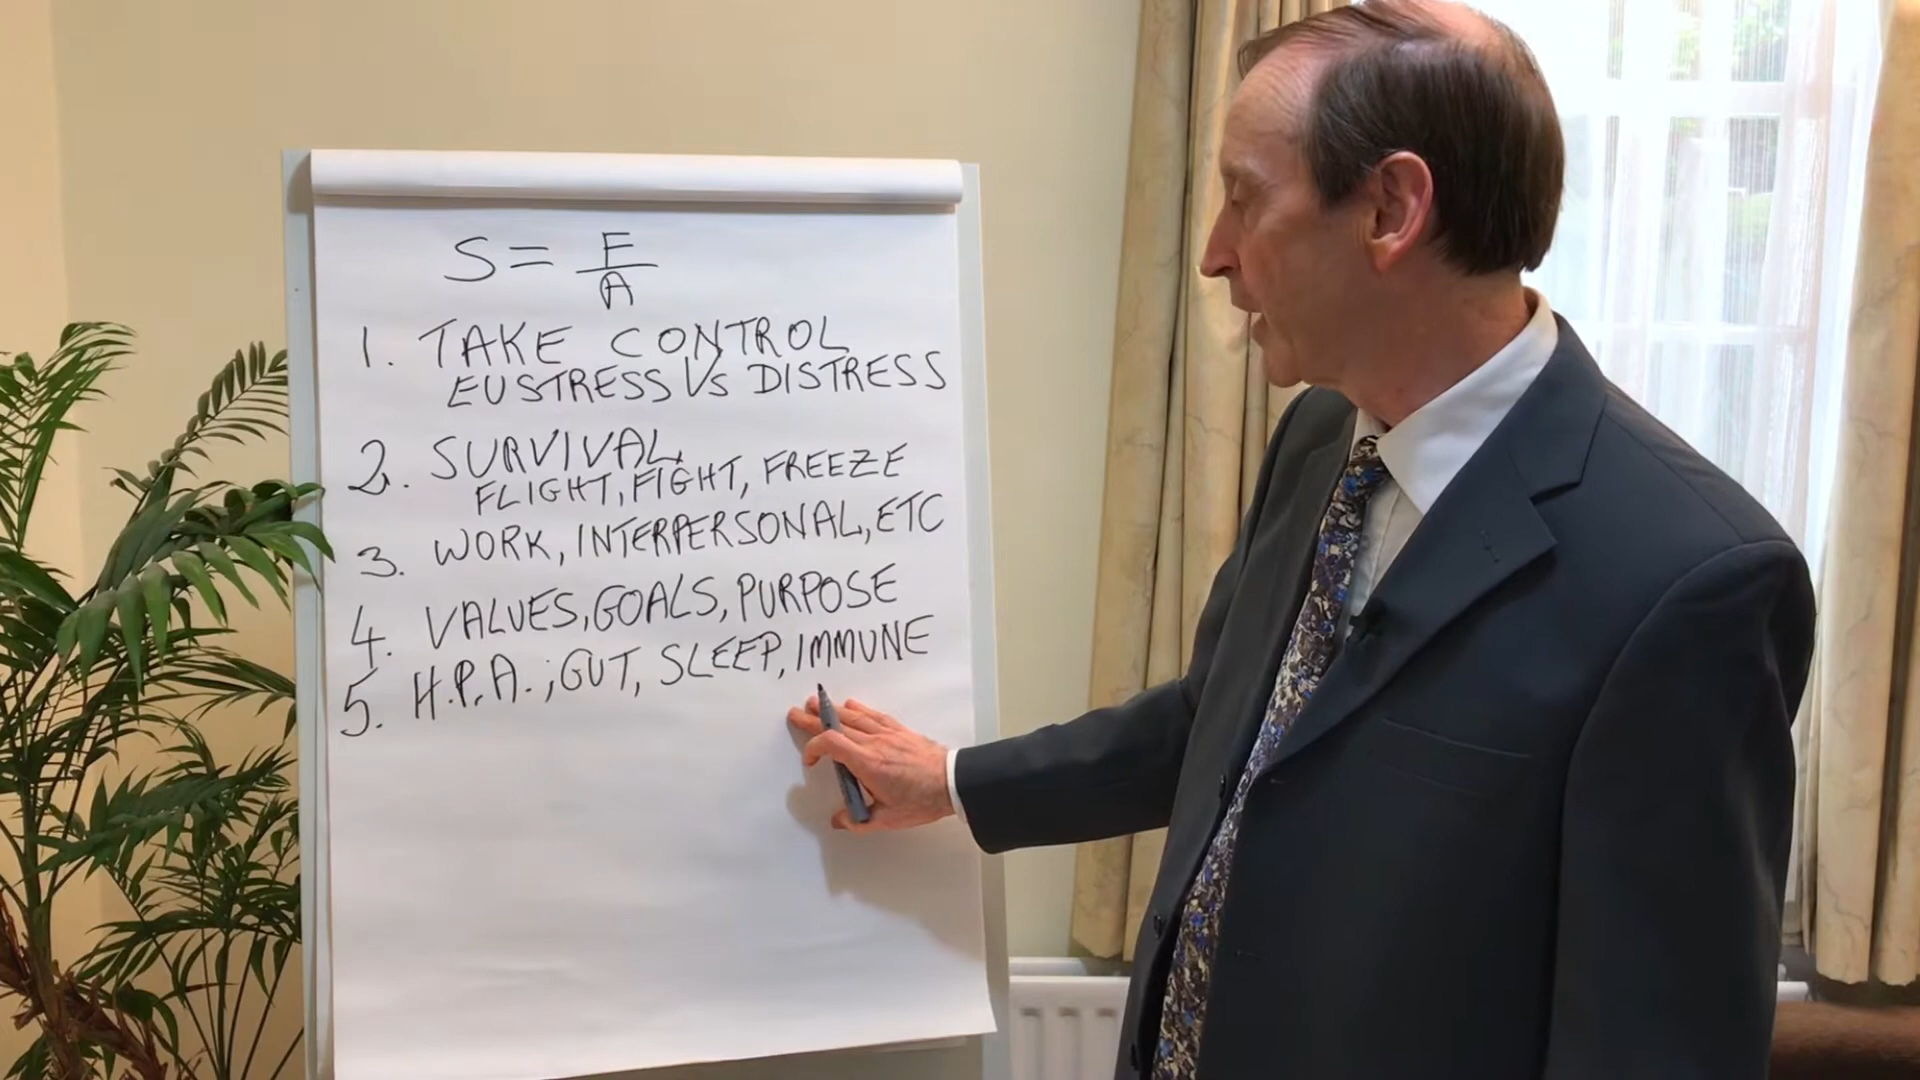 S = F/A
1. TAKE CONTROL
EUSTRESS Vs DISTRESS
2. SURVIVAL.
FLIGHT, FIGHT, FREEZE
3. WORK, INTERPERSONAL, ETC
4. VALUES, GOALS, PURPOSE
5. H.P.A. ; GUT, SLEEP, IMMUNE